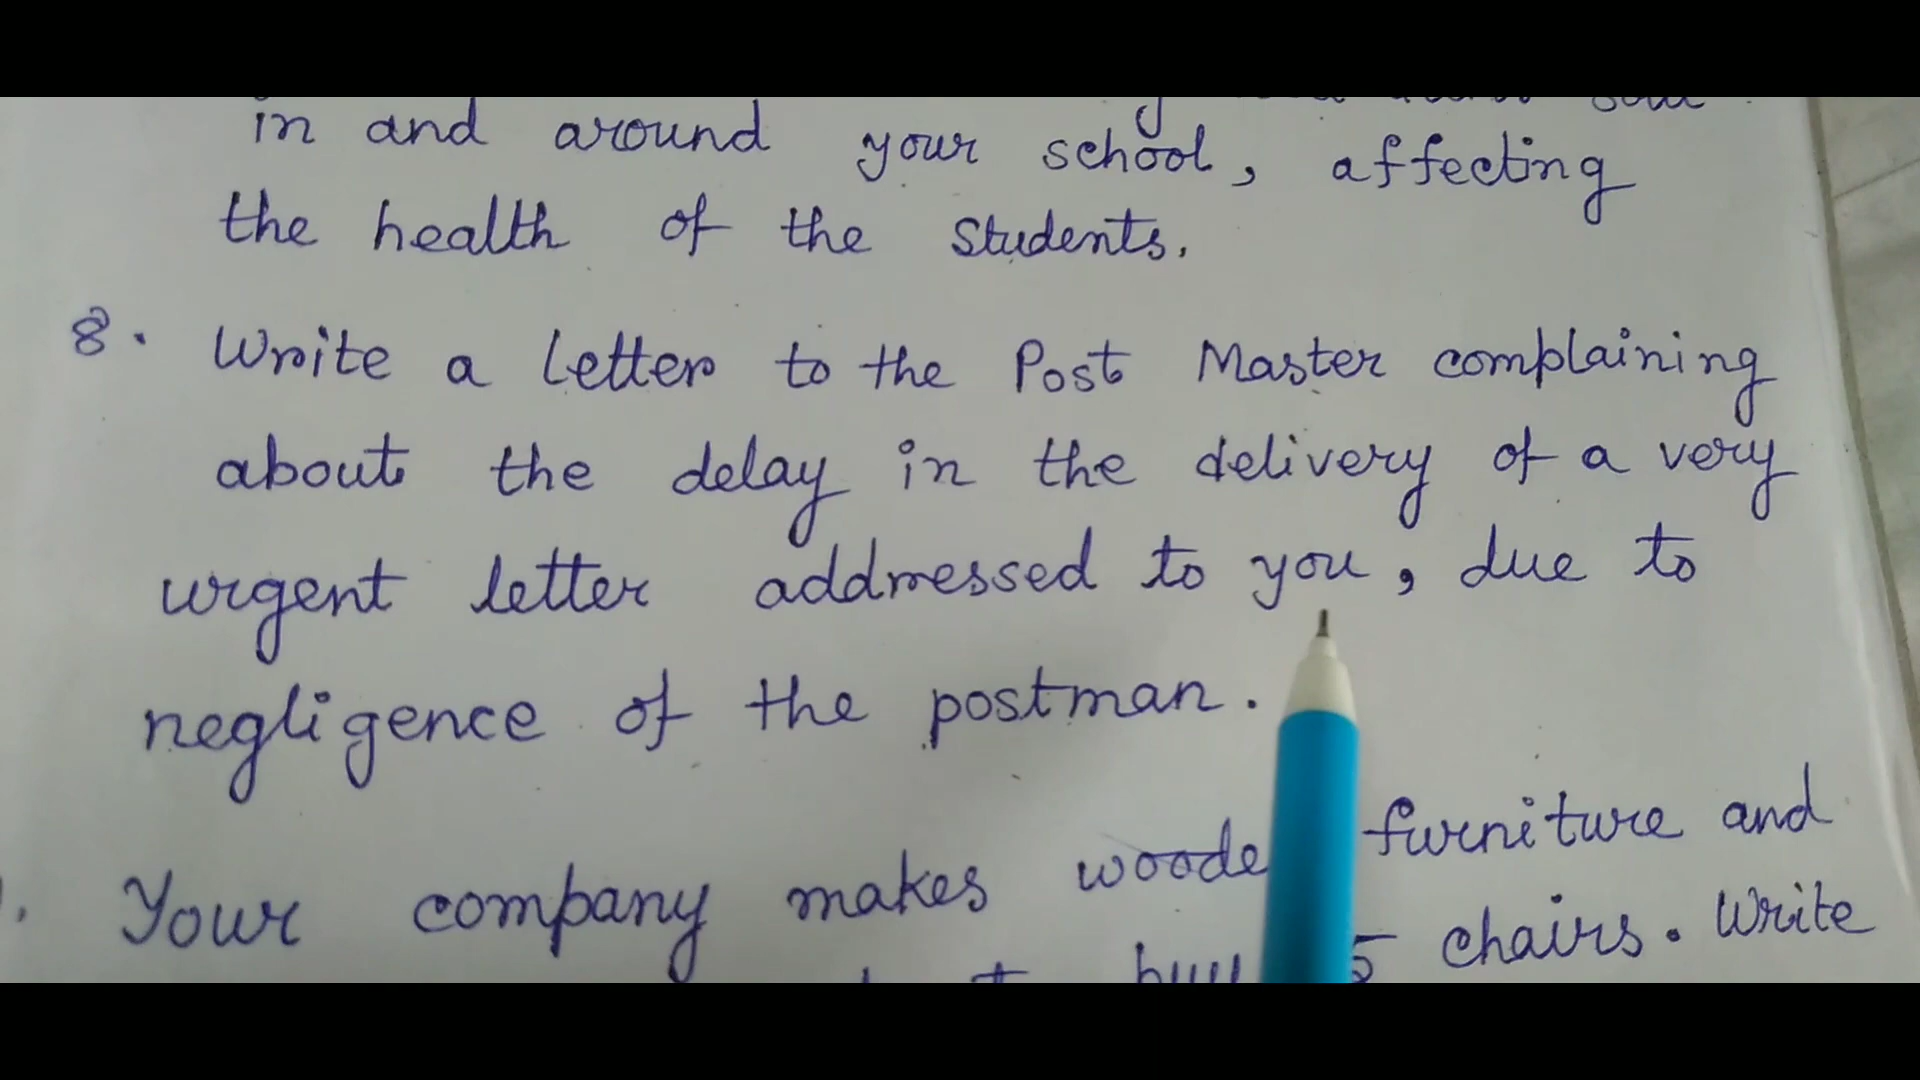 in and around your school, affecting
the health of the students.
8. Write a letter to the Post Master complaining
about the delay in the delivery of a very
urgent letter addressed to you, due to
negligence of the postman.
Your company makes furniture and
5 chairs. Write